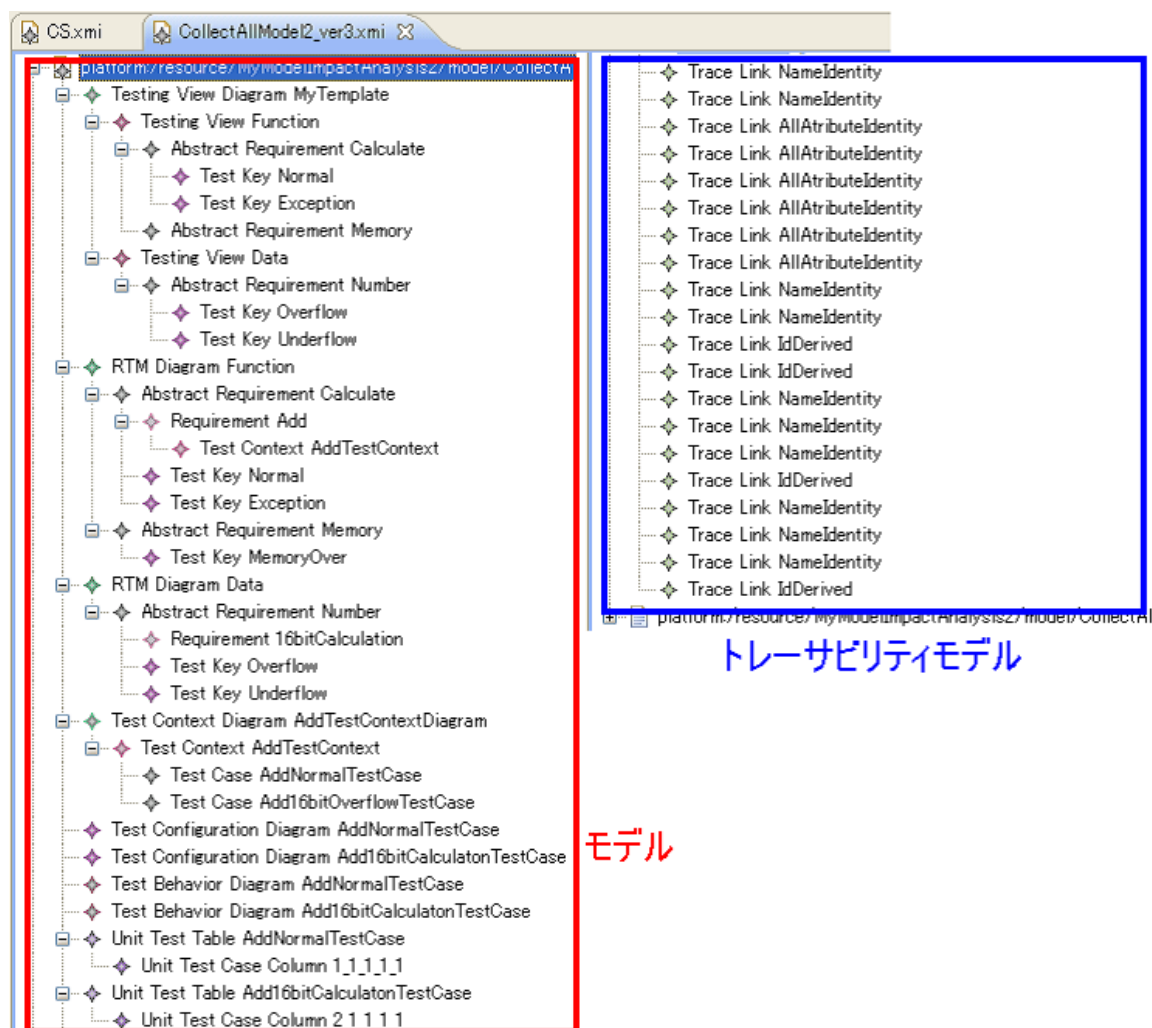 CS.xmi
CollectAllModel2_ver3.xmi
platform:/resource/MyModelImpactAnalysis2/model/CollectA
Testing View Diagram MyTemplate
Testing View Function
Abstract Requirement Calculate
Test Key Normal
Test Key Exception
Abstract Requirement Memory
Testing View Data
Abstract Requirement Number
Test Key Overflow
Test Key Underflow
RTM Diagram Function
Abstract Requirement Calculate
Requirement Add
Test Context AddTestContext
Test Key Normal
Test Key Exception
Abstract Requirement Memory
Test Key MemoryOver
RTM Diagram Data
Abstract Requirement Number
Requirement 16bitCalculation
Test Key Overflow
Test Key Underflow
Test Context Diagram AddTestContextDiagram
Test Context AddTestContext
Test Case AddNormalTestCase
Test Case Add16bitOverflowTestCase
Test Configuration Diagram AddNormalTestCase
Test Configuration Diagram Add16bitCalculatonTestCase
Test Behavior Diagram AddNormalTestCase
Test Behavior Diagram Add16bitCalculatonTestCase
Unit Test Table AddNormalTestCase
Unit Test Case Column 1_1_1_1_1
Unit Test Table Add16bitCalculatonTestCase
Unit Test Case Column 2 1 1 1 1
モデル
Trace Link NameIdentity
Trace Link NameIdentity
Trace Link AllAtributeIdentity
Trace Link AllAtributeIdentity
Trace Link AllAtributeIdentity
Trace Link AllAtributeIdentity
Trace Link AllAtributeIdentity
Trace Link AllAtributeIdentity
Trace Link NameIdentity
Trace Link NameIdentity
Trace Link IdDerived
Trace Link IdDerived
Trace Link NameIdentity
Trace Link NameIdentity
Trace Link NameIdentity
Trace Link IdDerived
Trace Link NameIdentity
Trace Link NameIdentity
Trace Link NameIdentity
Trace Link IdDerived
platform:/resource/MyModelImpactAnalysis2/model/CollectAl
トレーサビリティモデル